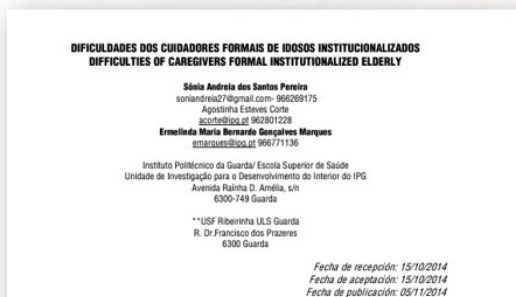 DIFICULDADES DOS CUIDADORES FORMAIS DE IDOSOS INSTITUCIONALIZADOS
DIFFICULTIES OF CAREGIVERS FORMAL INSTITUTIONALIZED ELDERLY
Sónia Andreia dos Santos Pereira
soniandreia27@gmail.com- 966269175
Agostinha Esteves Corte
acorte@ipg.pt 962801228
Ermelinda Maria Bernardo Gonçalves Marques
emarques@ipg.pt 966771136
Instituto Politécnico da Guarda/ Escola Superior de Saúde
Unidade de Investigação para o Desenvolvimento do Interior do IPG
Avenida Raínha D. Amélia, s/n
6300-749 Guarda
**USF Ribeirinha ULS Guarda
R. Dr.Francisco dos Prazeres
6300 Guarda
Fecha de recepción: 15/10/2014
Fecha de aceptación: 15/10/2014
Fecha de publicación: 05/11/2014